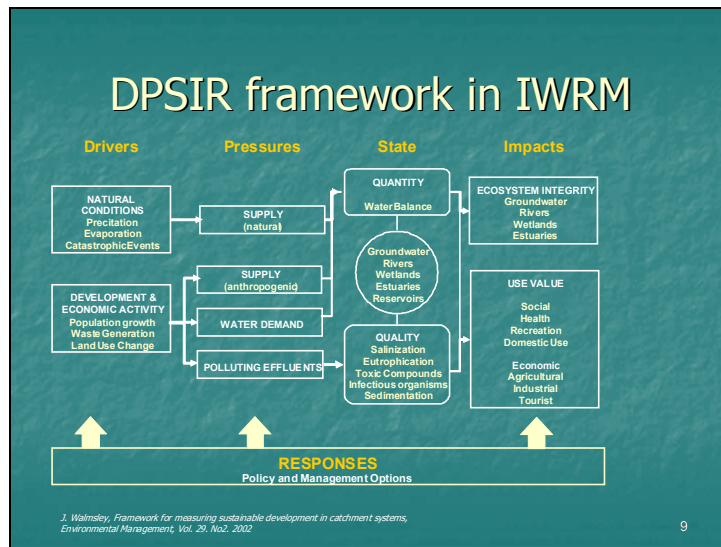 DPSIR framework in IWRM
Drivers
Pressures
State
Impacts
NATURAL
CONDITIONS
Precitation
Evaporation
CatastrophicEvents
DEVELOPMENT &
ECONOMIC ACTIVITY
Population growth
Waste Generation
Land Use Change
SUPPLY
(natural)
SUPPLY
(anthropogenic)
WATER DEMAND
POLLUTING EFFLUENTS
QUANTITY
Water Balance
Groundwater
Rivers
Wetlands
Estuaries
Reservoirs
QUALITY
Salinization
Eutrophication
Toxic Compounds
Infectious organisms
Sedimentation
ECOSYSTEM INTEGRITY
Groundwater
Rivers
Wetlands
Estuaries
USE VALUE
Social
Health
Recreation
Domestic Use
Economic
Agricultural
Industrial
Tourist
RESPONSES
Policy and Management Options
J. Walmsley, Framework for measuring sustainable development in catchment systems,
Environmental Management, Vol. 29. No2. 2002
9